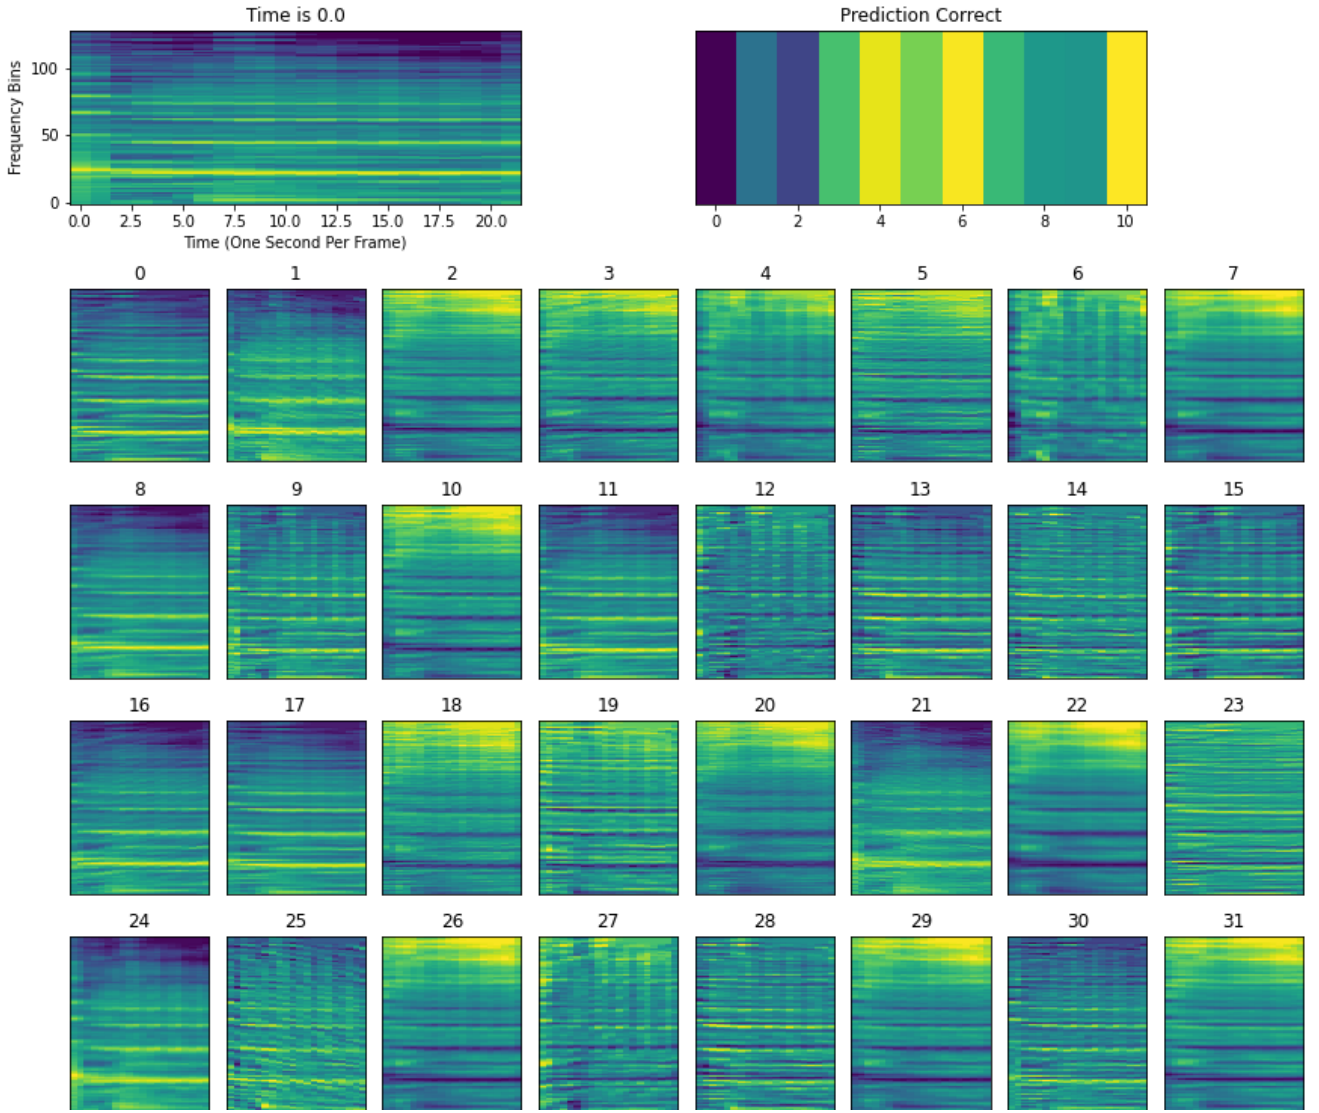 Time is 0.0
Prediction Correct
Frequency Bins
100
50
0
0.0 2.5 5.0 7.5 10.0 12.5 15.0 17.5 20.0
Time (One Second Per Frame)
0 2 4 6 8 10
0 1 2 3 4 5 6 7
8 9 10 11 12 13 14 15
16 17 18 19 20 21 22 23
24 25 26 27 28 29 30 31